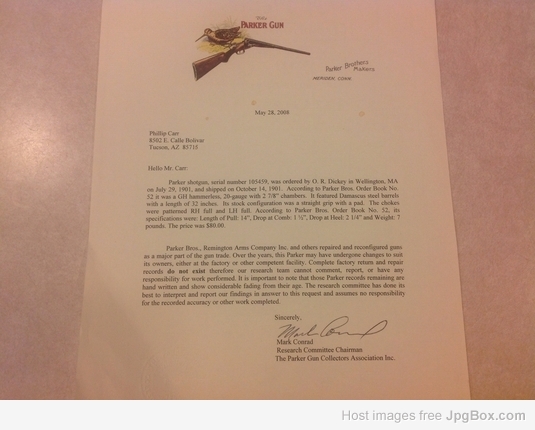 The
PARKER GUN
Parker Brothers
Makers
MERIDEN, CONN.
May 28, 2008
Phillip Carr
8502 E. Calle Bolivar
Tucson, AZ 85715
Hello Mr. Carr:
Parker shotgun, serial number 105459, was ordered by O. R. Dickey in Wellington, MA
on July 29, 1901, and shipped on October 14, 1901. According to Parker Bros. Order Book No.
52 it was a GH hammerless, 20-gauge with 2 7/8" chambers. It featured Damascus steel barrels
with a length of 32 inches. Its stock configuration was a straight grip with a pad. The chokes
were patterned RH full and LH full. According to Parker Bros. Order Book No. 52, its
specifications were: Length of Pull: 14", Drop at Comb: 1 ½", Drop at Heel: 2 1/4" and Weight: 7
pounds. The price was $80.00.
Parker Bros., Remington Arms Company Inc. and others repaired and reconfigured guns
as a major part of the gun trade. Over the years, this Parker may have undergone changes to suit
its owners, either at the factory or other competent facility. Complete factory return and repair
records do not exist therefore our research team cannot comment, report, or have any
responsibility for work performed. It is important to note that those Parker records remaining are
hand written and show considerable fading from their age. The research committee has done its
best to interpret and report our findings in answer to this request and assumes no responsibility
for the recorded accuracy or other work completed.
Sincerely,
Mark Conrad
Mark Conrad
Research Committee Chairman
The Parker Gun Collectors Association Inc.
Host images free JpgBox.com